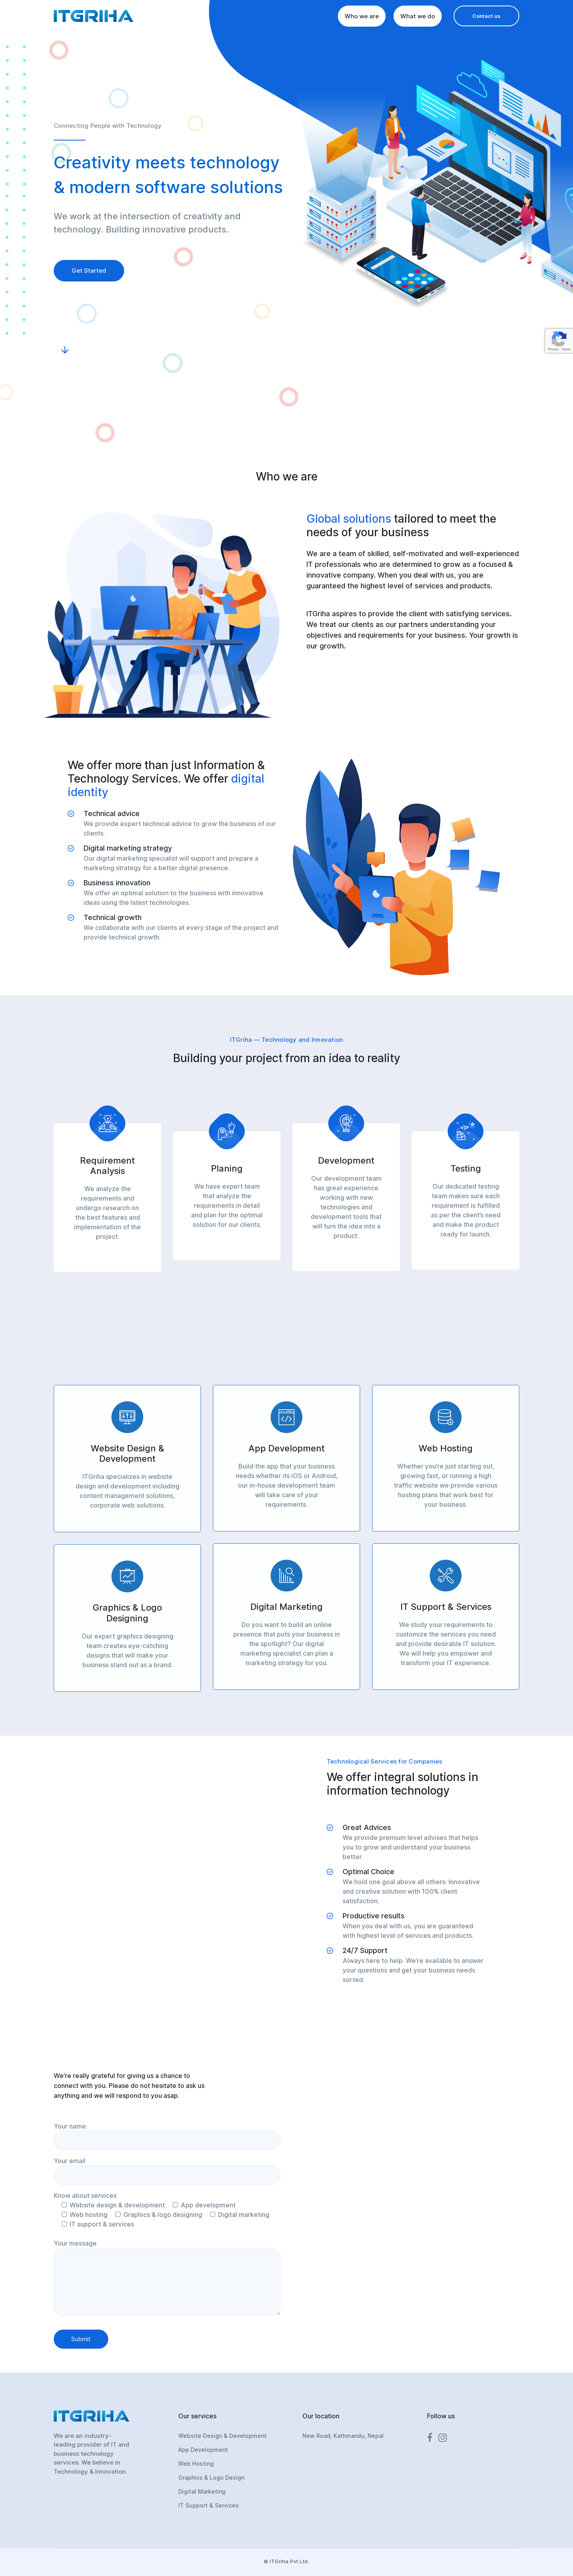 ITGRIHA
Who we are
What we do
Contact us
Connecting People with Technology
Creativity meets technology
& modern software solutions
We work at the intersection of creativity and
technology. Building innovative products.
Get Started
Privacy - Terms
Who we are
Global solutions tailored to meet the
needs of your business
We are a team of skilled, self-motivated and well-experienced
IT professionals who are determined to grow as a focused &
innovative company. When you deal with us, you are
guaranteed the highest level of services and products.
ITGriha aspires to provide the client with satisfying services.
We treat our clients as our partners understanding your
objectives and requirements for your business. Your growth is
our growth.
We offer more than just Information &
Technology Services. We offer digital
identity
Technical advice
We provide expert technical advice to grow the business of our
clients.
Digital marketing strategy
Our digital marketing specialist will support and prepare a
marketing strategy for a better digital presence.
Business innovation
We offer an optimal solution to the business with innovative
ideas using the latest technologies.
Technical growth
We collaborate with our clients at every stage of the project and
provide technical growth.
ITGriha — Technology and Innovation
Building your project from an idea to reality
Requirement
Analysis
We analyze the
requirements and
undergo research on
the best features and
implementation of the
project.
Planing
We have expert team
that analyze the
requirements in detail
and plan for the optimal
solution for our clients.
Development
Our development team
has great experience
working with new
technologies and
development tools that
will turn the idea into a
product.
Testing
Our dedicated testing
team makes sure each
requirement is fulfilled
as per the client's need
and make the product
ready for launch.
Website Design &
Development
ITGriha specializes in website
design and development including
content management solutions,
corporate web solutions.
App Development
Build the app that your business
needs whether its iOS or Android,
our in-house development team
will take care of your
requirements.
Web Hosting
Whether you're just starting out,
growing fast, or running a high
traffic website we provide various
hosting plans that work best for
your business.
Graphics & Logo
Designing
Our expert graphics designing
team creates eye-catching
designs that will make your
business stand out as a brand.
Digital Marketing
Do you want to build an online
presence that puts your business in
the spotlight? Our digital
marketing specialist can plan a
marketing strategy for you.
IT Support & Services
We study your requirements to
customize the services you need
and provide desirable IT solution.
We will help you empower and
transform your IT experience.
Technological Services for Companies
We offer integral solutions in
information technology
Great Advices
We provide premium level advises that helps
you to grow and understand your business
better.
Optimal Choice
We hold one goal above all others: Innovative
and creative solution with 100% client
satisfaction.
Productive results
When you deal with us, you are guaranteed
with highest level of services and products.
24/7 Support
Always here to help. We're available to answer
your questions and get your business needs
sorted.
We're really grateful for giving us a chance to
connect with you. Please do not hesitate to ask us
anything and we will respond to you asap.
Your name
Your email
Know about services
Website design & development App development
Web hosting Graphics & logo designing Digital marketing
IT support & services
Your message
Submit
ITGRIHA
We are an industry-
leading provider of IT and
business technology
services. We believe in
Technology & Innovation.
Our services
Website Design & Development
App Development
Web Hosting
Graphics & Logo Design
Digital Marketing
IT Support & Services
Our location
New Road, Kathmandu, Nepal
Follow us
© ITGriha Pvt Ltd.